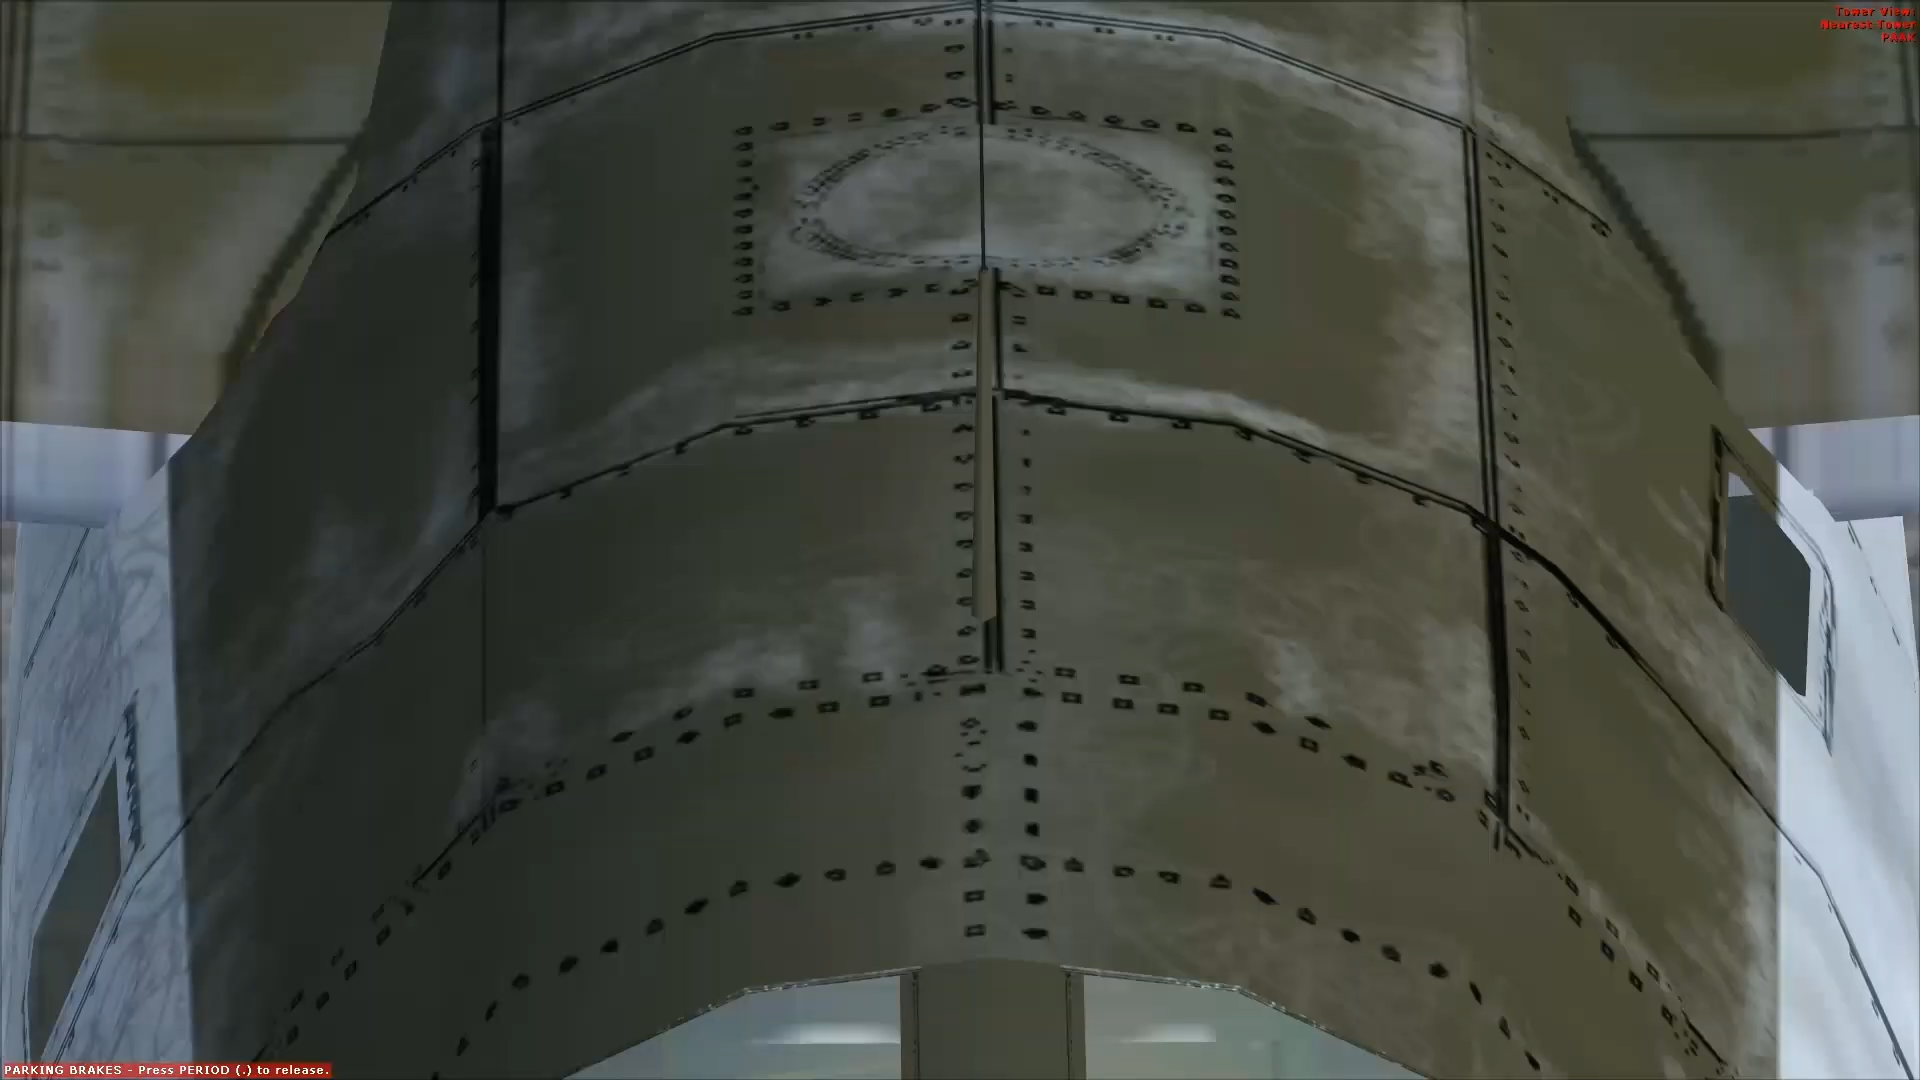 Tower View:
Nearest Tower
PAAK
PARKING BRAKES - Press PERIOD (.) to release.